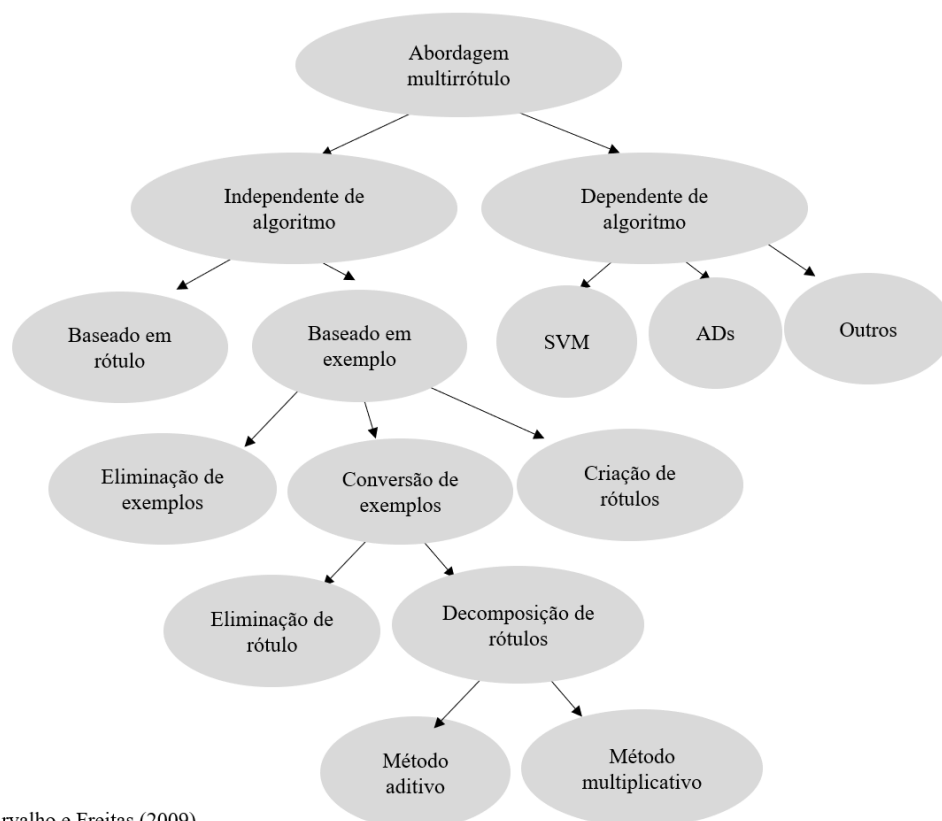 Abordagem
multirrótulo
Independente de
algoritmo
Dependente de
algoritmo
Baseado em
rótulo
Baseado em
exemplo
SVM
ADs
Outros
Eliminação de
exemplos
Conversão de
exemplos
Criação de
rótulos
Eliminação de
rótulo
Decomposição de
rótulos
Método
aditivo
Método
multiplicativo
e Freitas (2009)